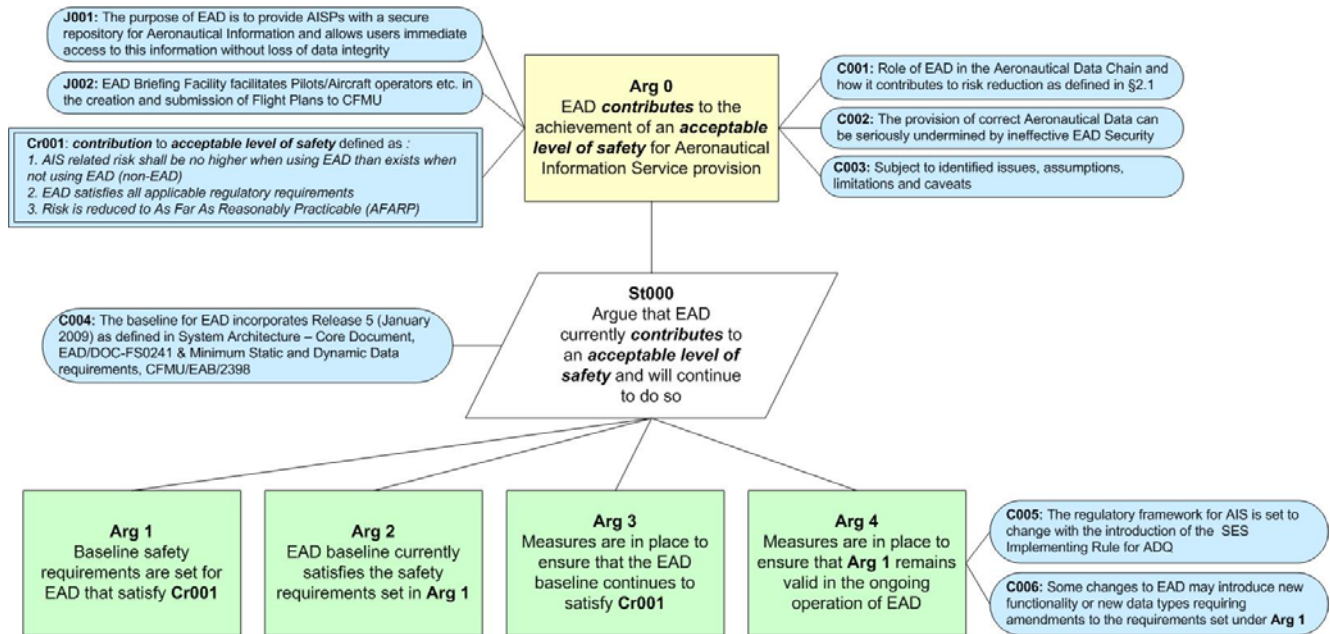 J001: The purpose of EAD is to provide AISPs with a secure
repository for Aeronautical Information and allows users immediate
access to this information without loss of data integrity
J002: EAD Briefing Facility facilitates Pilots/Aircraft operators etc. in
the creation and submission of Flight Plans to CFMU
Cr001: contribution to acceptable level of safety defined as :
1. AIS related risk shall be no higher when using EAD than exists when
not using EAD (non-EAD)
2. EAD satisfies all applicable regulatory requirements
3. Risk is reduced to As Far As Reasonably Practicable (AFARP)
Arg 0
EAD contributes to the
achievement of an acceptable
level of safety for Aeronautical
Information Service provision
C001: Role of EAD in the Aeronautical Data Chain and
how it contributes to risk reduction as defined in §2.1
C002: The provision of correct Aeronautical Data can
be seriously undermined by ineffective EAD Security
C003: Subject to identified issues, assumptions,
limitations and caveats
St000
Argue that EAD
currently contributes to
an acceptable level of
safety and will continue
to do so
C004: The baseline for EAD incorporates Release 5 (January
2009) as defined in System Architecture – Core Document,
EAD/DOC-FS0241 & Minimum Static and Dynamic Data
requirements, CFMU/EAB/2398
Arg 1
Baseline safety
requirements are set for
EAD that satisfy Cr001
Arg 2
EAD baseline currently
satisfies the safety
requirements set in Arg 1
Arg 3
Measures are in place to
ensure that the EAD
baseline continues to
satisfy Cr001
Arg 4
Measures are in place to
ensure that Arg 1 remains
valid in the ongoing
operation of EAD
C005: The regulatory framework for AIS is set to
change with the introduction of the SES
Implementing Rule for ADQ
C006: Some changes to EAD may introduce new
functionality or new data types requiring
amendments to the requirements set under Arg 1